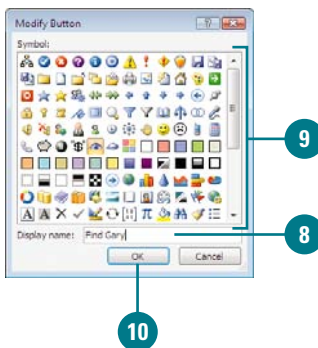 Modify Button
Symbol:
9
Display name: Find Gary
8
OK Cancel
10